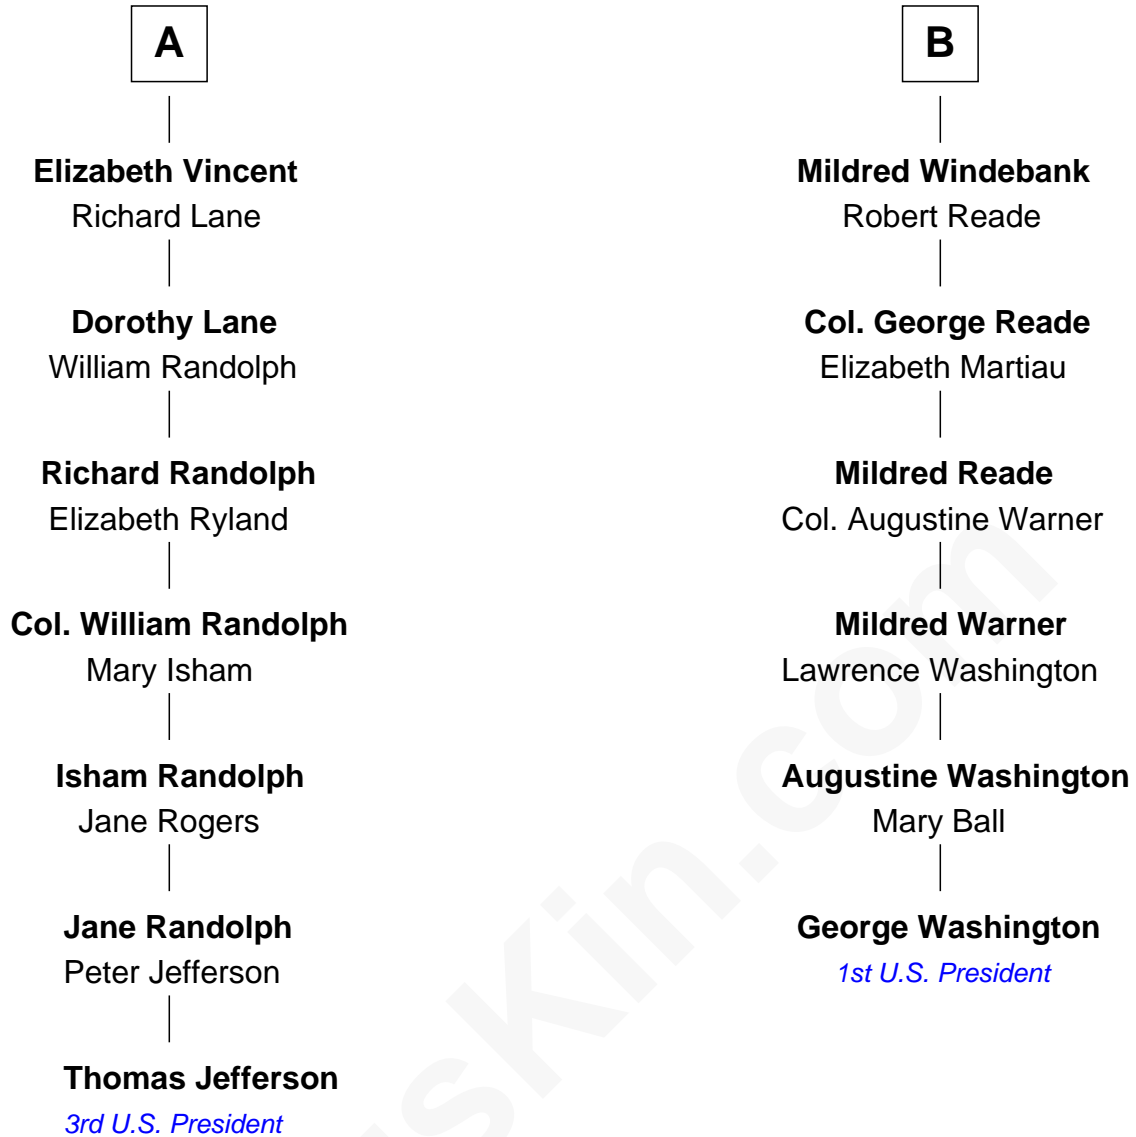 A
Elizabeth Vincent
Richard Lane
Dorothy Lane
William Randolph
Richard Randolph
Elizabeth Ryland
Col. William Randolph
Mary Isham
Isham Randolph
Jane Rogers
Jane Randolph
Peter Jefferson
Thomas Jefferson
3rd U.S. President
B
Mildred Windebank
Robert Reade
Col. George Reade
Elizabeth Martiau
Mildred Reade
Col. Augustine Warner
Mildred Warner
Lawrence Washington
Augustine Washington
Mary Ball
George Washington
1st U.S. President
sKin.com